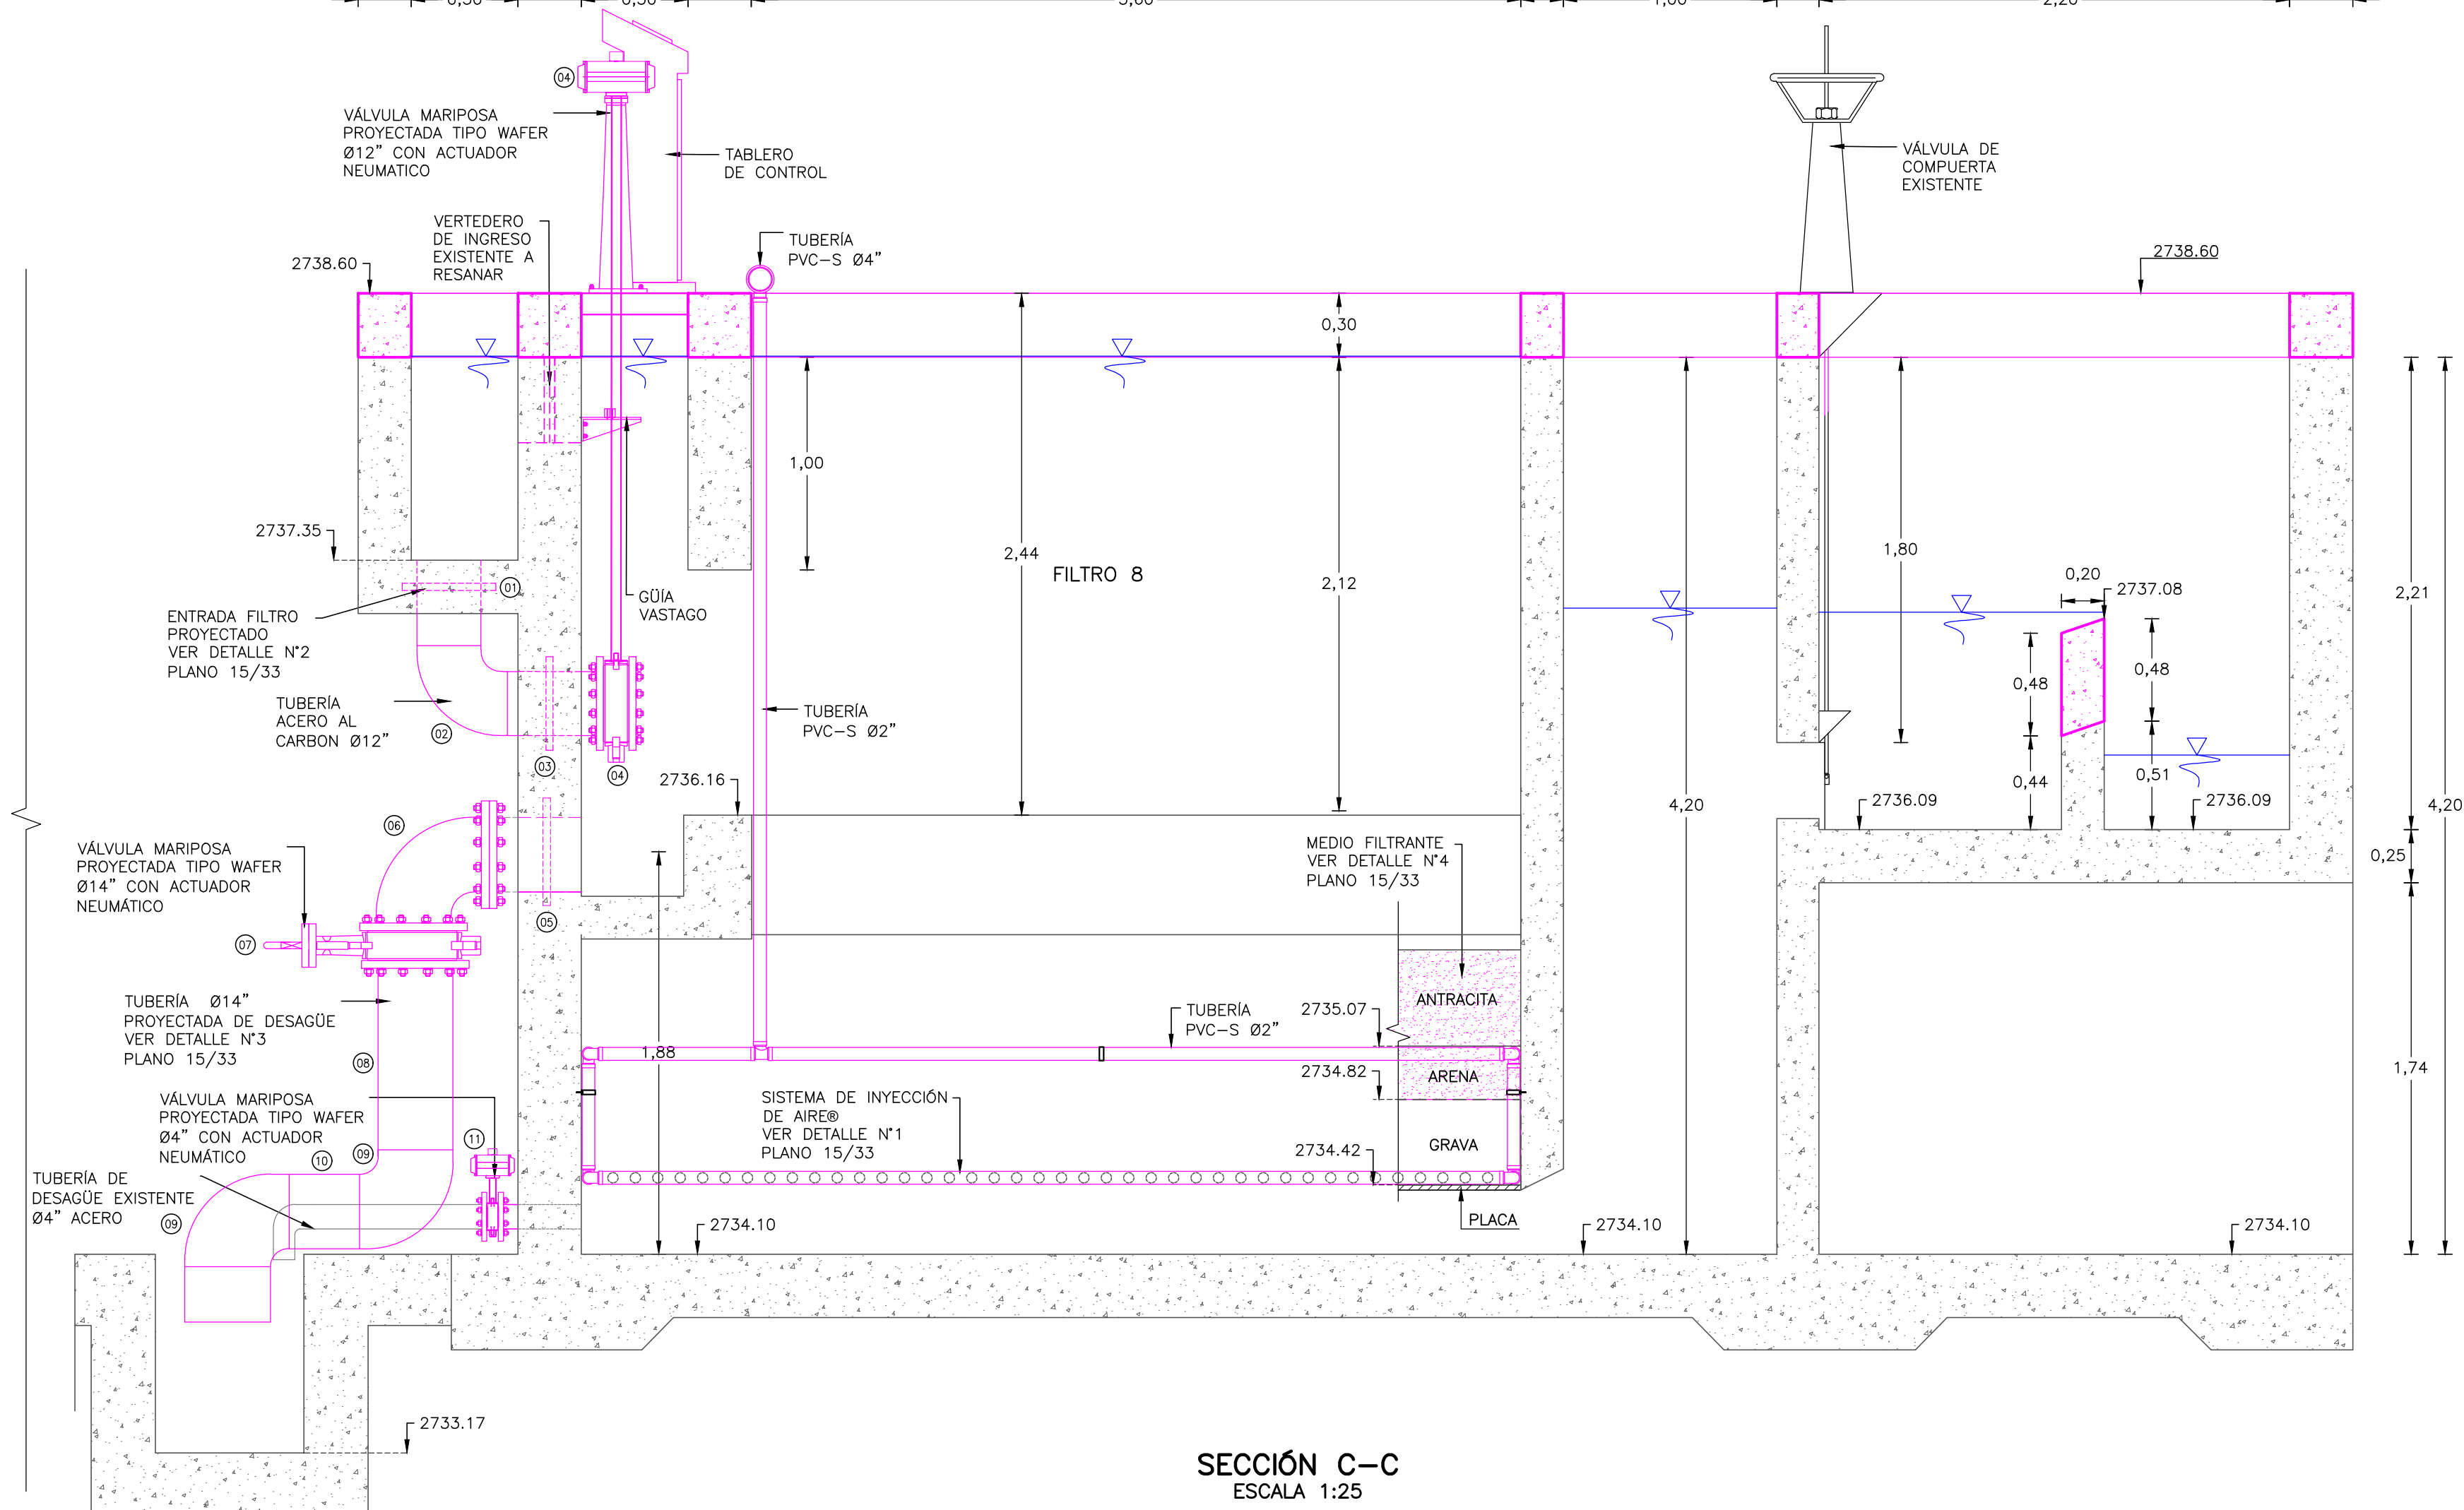 04
VÁLVULA MARIPOSA
PROYECTADA TIPO WAFER
Ø12” CON ACTUADOR
NEUMATICO
TABLERO
DE CONTROL
VÁLVULA DE
COMPUERTA
EXISTENTE
VERTEDERO
DE INGRESO
EXISTENTE A
RESANAR
TUBERÍA
PVC-S Ø4”
2738.60
2738.60
0,30
1,00
2737.35
2,44
FILTRO 8
2,12
1,80
2,21
0,20
2737.08
01
GÜÍA
VASTAGO
ENTRADA FILTRO
PROYECTADO
VER DETALLE N°2
PLANO 15/33
0,48
0,48
TUBERÍA
ACERO AL
CARBON Ø12”
02
TUBERÍA
PVC-S Ø2”
03
04
2736.16
0,44
0,51
4,20
4,20
2736.09
2736.09
06
VÁLVULA MARIPOSA
PROYECTADA TIPO WAFER
Ø14” CON ACTUADOR
NEUMÁTICO
MEDIO FILTRANTE
VER DETALLE N°4
PLANO 15/33
0,25
05
07
TUBERÍA Ø14”
PROYECTADA DE DESAGÜE
VER DETALLE N°3
PLANO 15/33
TUBERÍA
PVC-S Ø2”
2735.07
ANTRACITA
1,88
08
2734.82
ARENA
1,74
VÁLVULA MARIPOSA
PROYECTADA TIPO WAFER
Ø4” CON ACTUADOR
NEUMÁTICO
SISTEMA DE INYECCIÓN
DE AIRE®
VER DETALLE N°1
PLANO 15/33
11
10
09
2734.42
GRAVA
TUBERÍA DE
DESAGÜE EXISTENTE
Ø4” ACERO
09
PLACA
2734.10
2734.10
2734.10
2733.17
SECCIÓN C-C
ESCALA 1:25